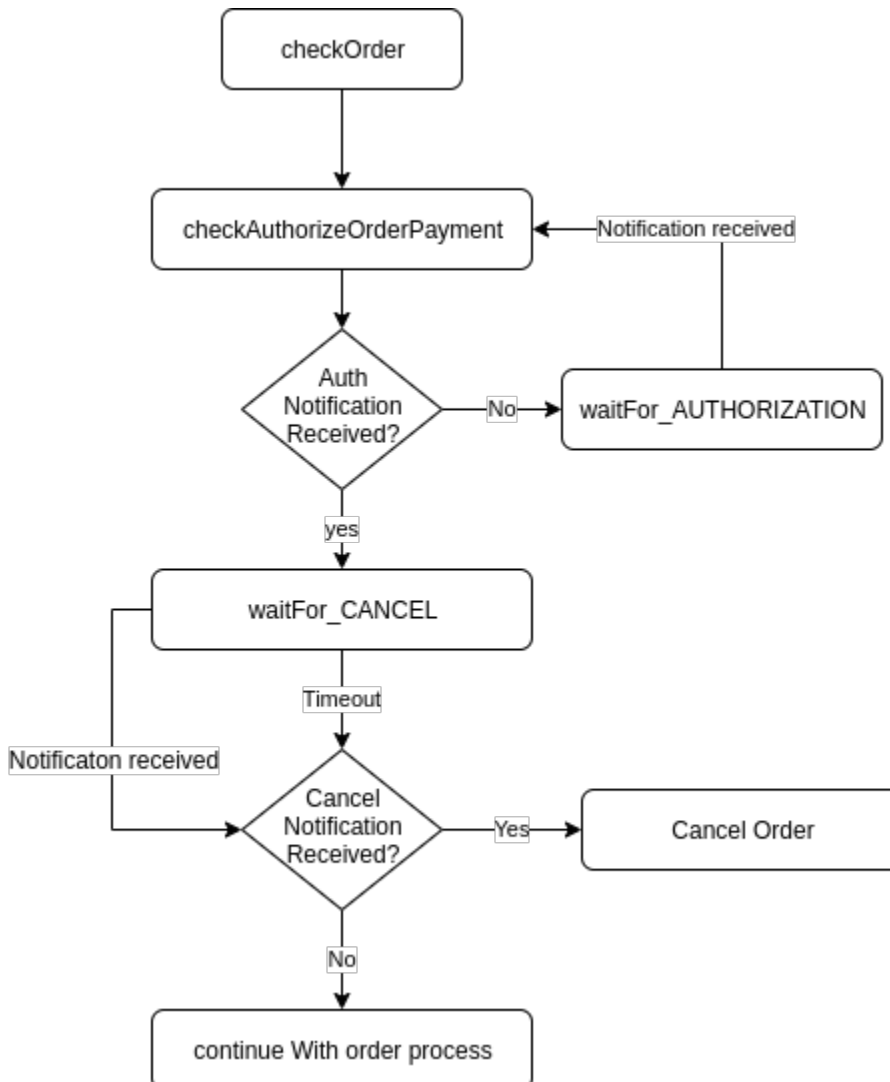 checkOrder
checkAuthorizeOrderPayment
Notification received
Auth
Notification
Received?
No
waitFor_AUTHORIZATION
yes
waitFor_CANCEL
Timeout
Notificaton received
Cancel
Notification
Received?
Yes
Cancel Order
No
continue With order process